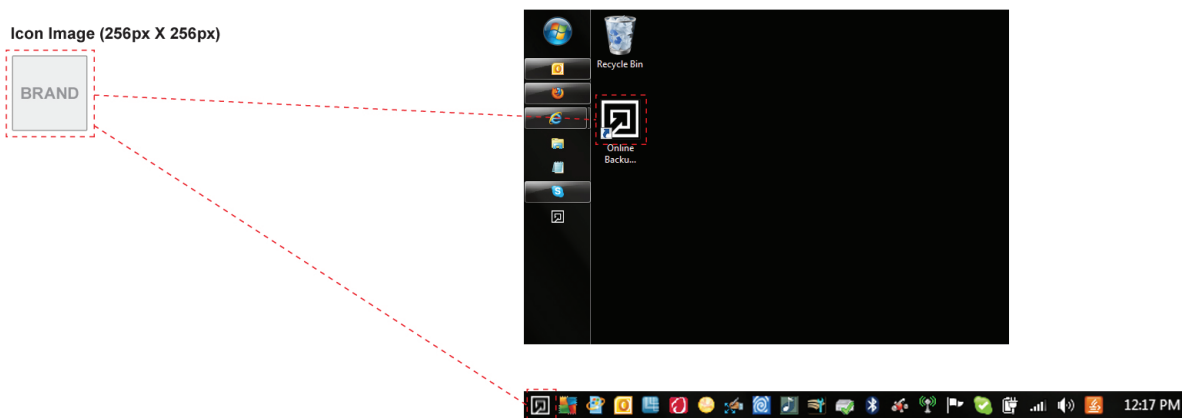 Icon Image (256px X 256px)
BRAND
Recycle Bin
Online
Backu...
12:17 PM